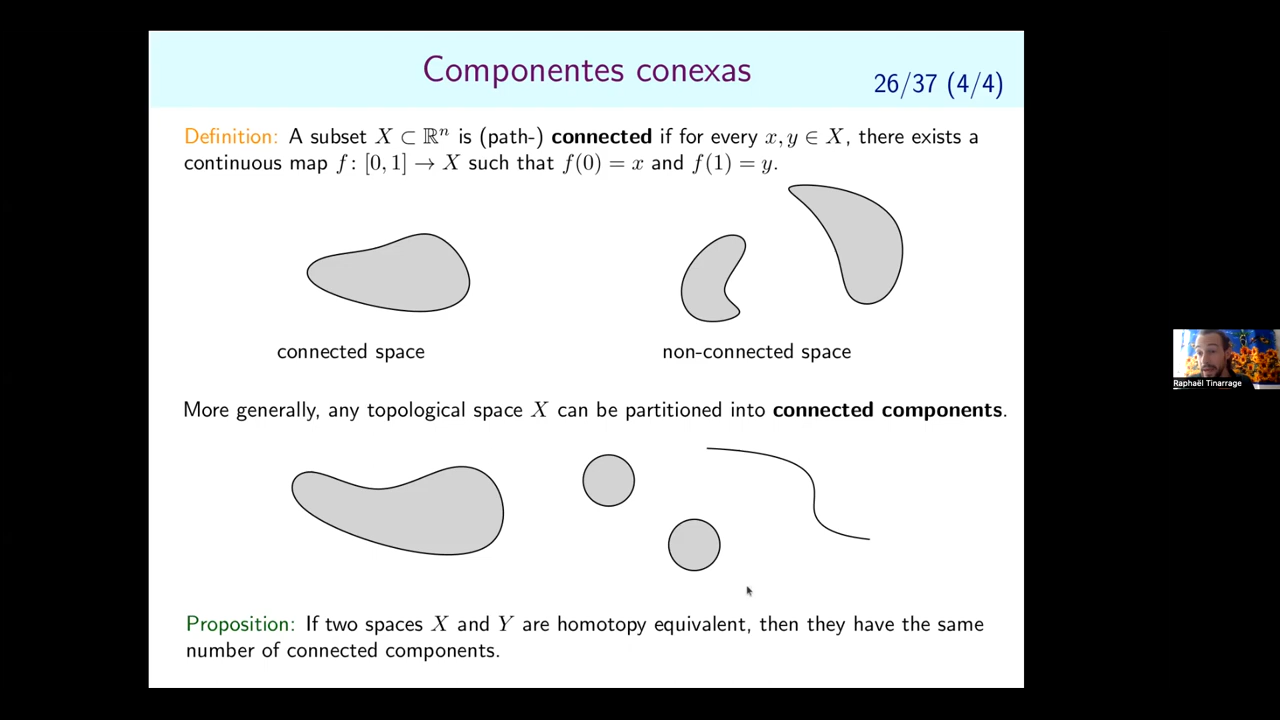 Componentes conexas
26/37 (4/4)
Definition: A subset X ⊂ ℝⁿ is (path-) connected if for every x, y ∈ X, there exists a
continuous map f : [0, 1] → X such that f(0) = x and f(1) = y.
connected space
non-connected space
More generally, any topological space X can be partitioned into connected components.
Proposition: If two spaces X and Y are homotopy equivalent, then they have the same
number of connected components.
Raphaël Tinarrage